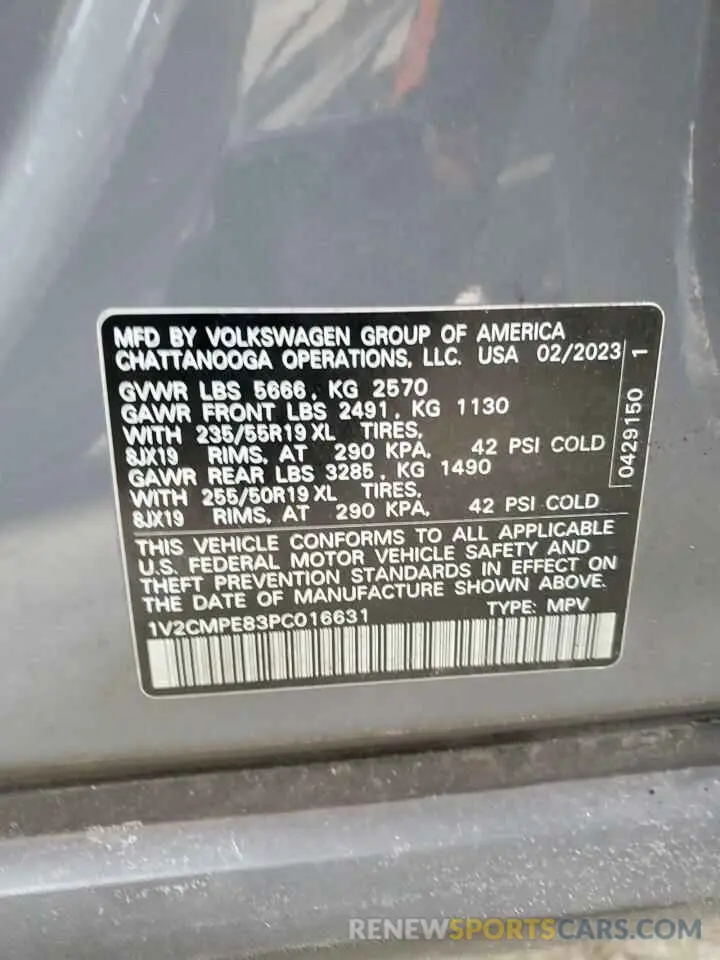 MFD BY VOLKSWAGEN GROUP OF AMERICA
CHATTANOOGA OPERATIONS, LLC. USA 02/2023
GVWR LBS 5666, KG 2570
GAWR FRONT LBS 2491, KG 1130
WITH 235/55R19 XL TIRES,
8JX19 RIMS, AT 290 KPA, 42 PSI COLD
GAWR REAR LBS 3285, KG 1490
WITH 255/50R19 XL TIRES,
8JX19 RIMS, AT 290 KPA, 42 PSI COLD
0429150 1
THIS VEHICLE CONFORMS TO ALL APPLICABLE
U.S. FEDERAL MOTOR VEHICLE SAFETY AND
THEFT PREVENTION STANDARDS IN EFFECT ON
THE DATE OF MANUFACTURE SHOWN ABOVE.
1V2CMPE83PC016631 TYPE: MPV
RENEWSPORTSCARS.COM